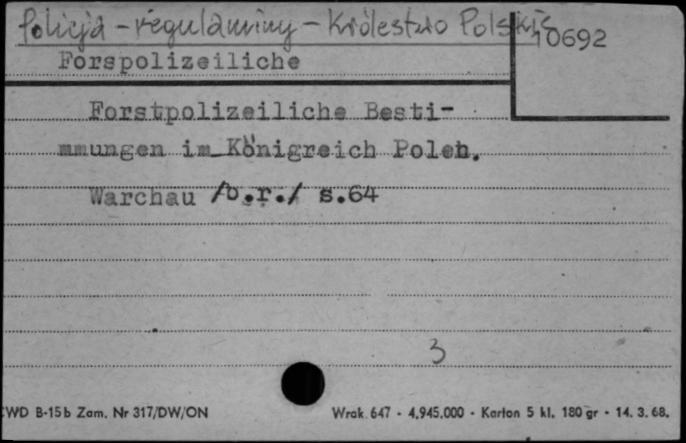 Policja - regulaminy - Królestwo Polskie
10692
Forspolizeiliche
Forstpolizeiliche Besti-
mmungen im Königreich Polen.
Warchau /b.r./ s.64
3
CWD B-15b Zam. Nr 317/DW/ON
Wrak. 647 - 4,945.000 - Karton 5 kl. 180 gr - 14. 3. 68.